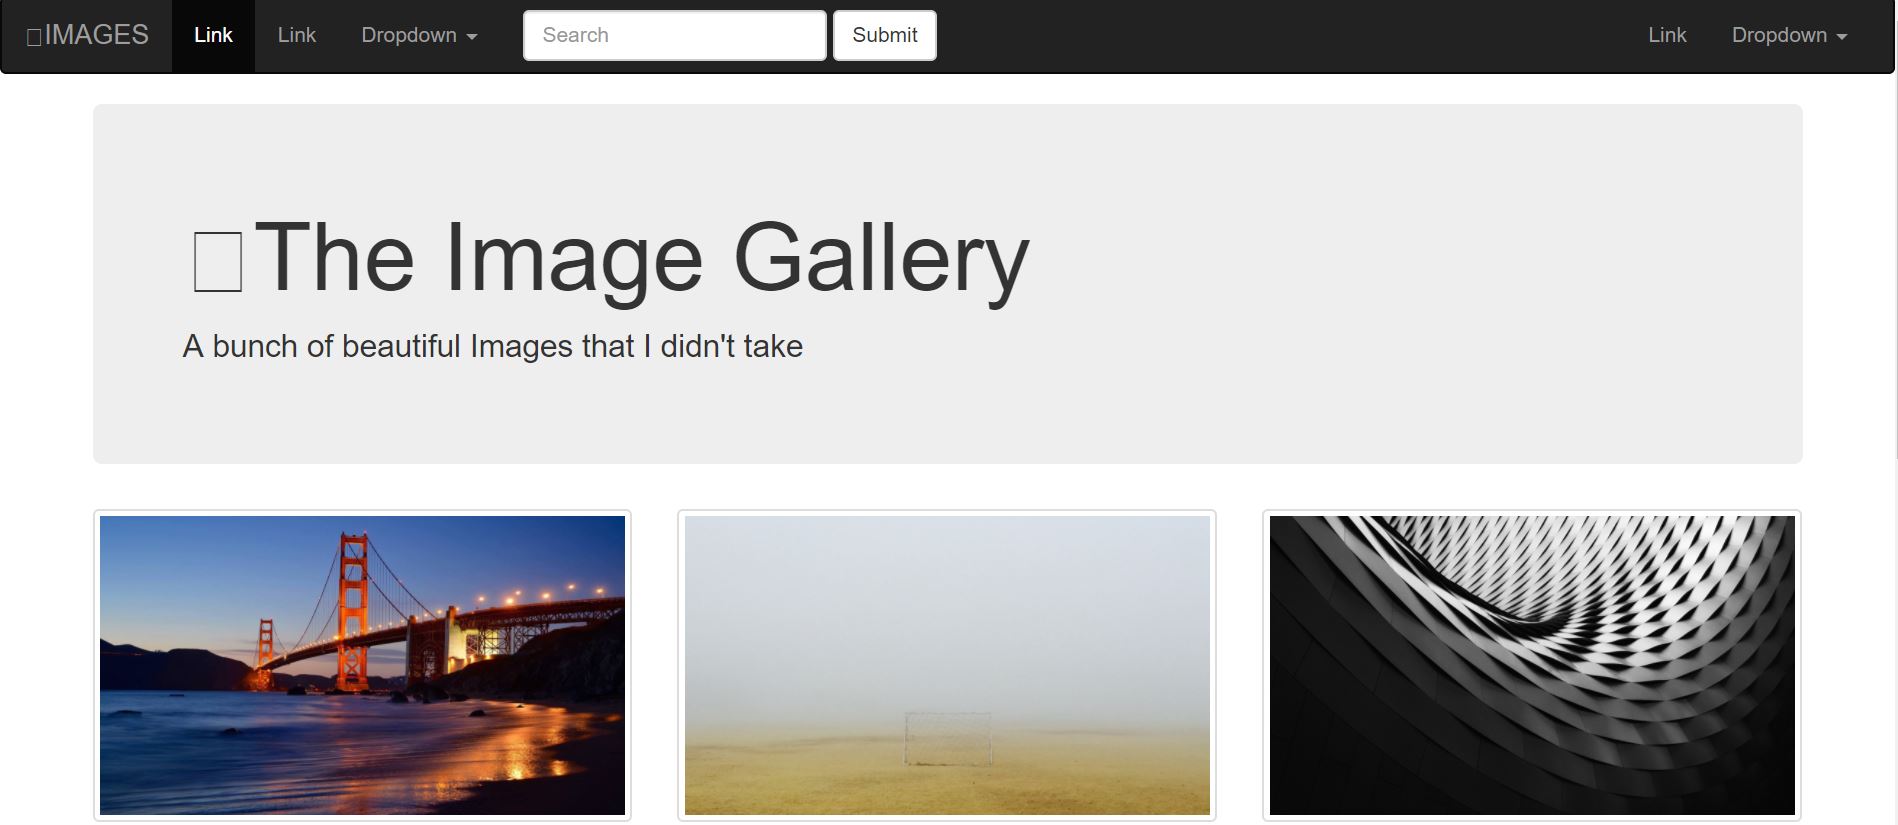 IMAGES Link Link Dropdown Search Submit Link Dropdown
The Image Gallery
A bunch of beautiful Images that I didn't take